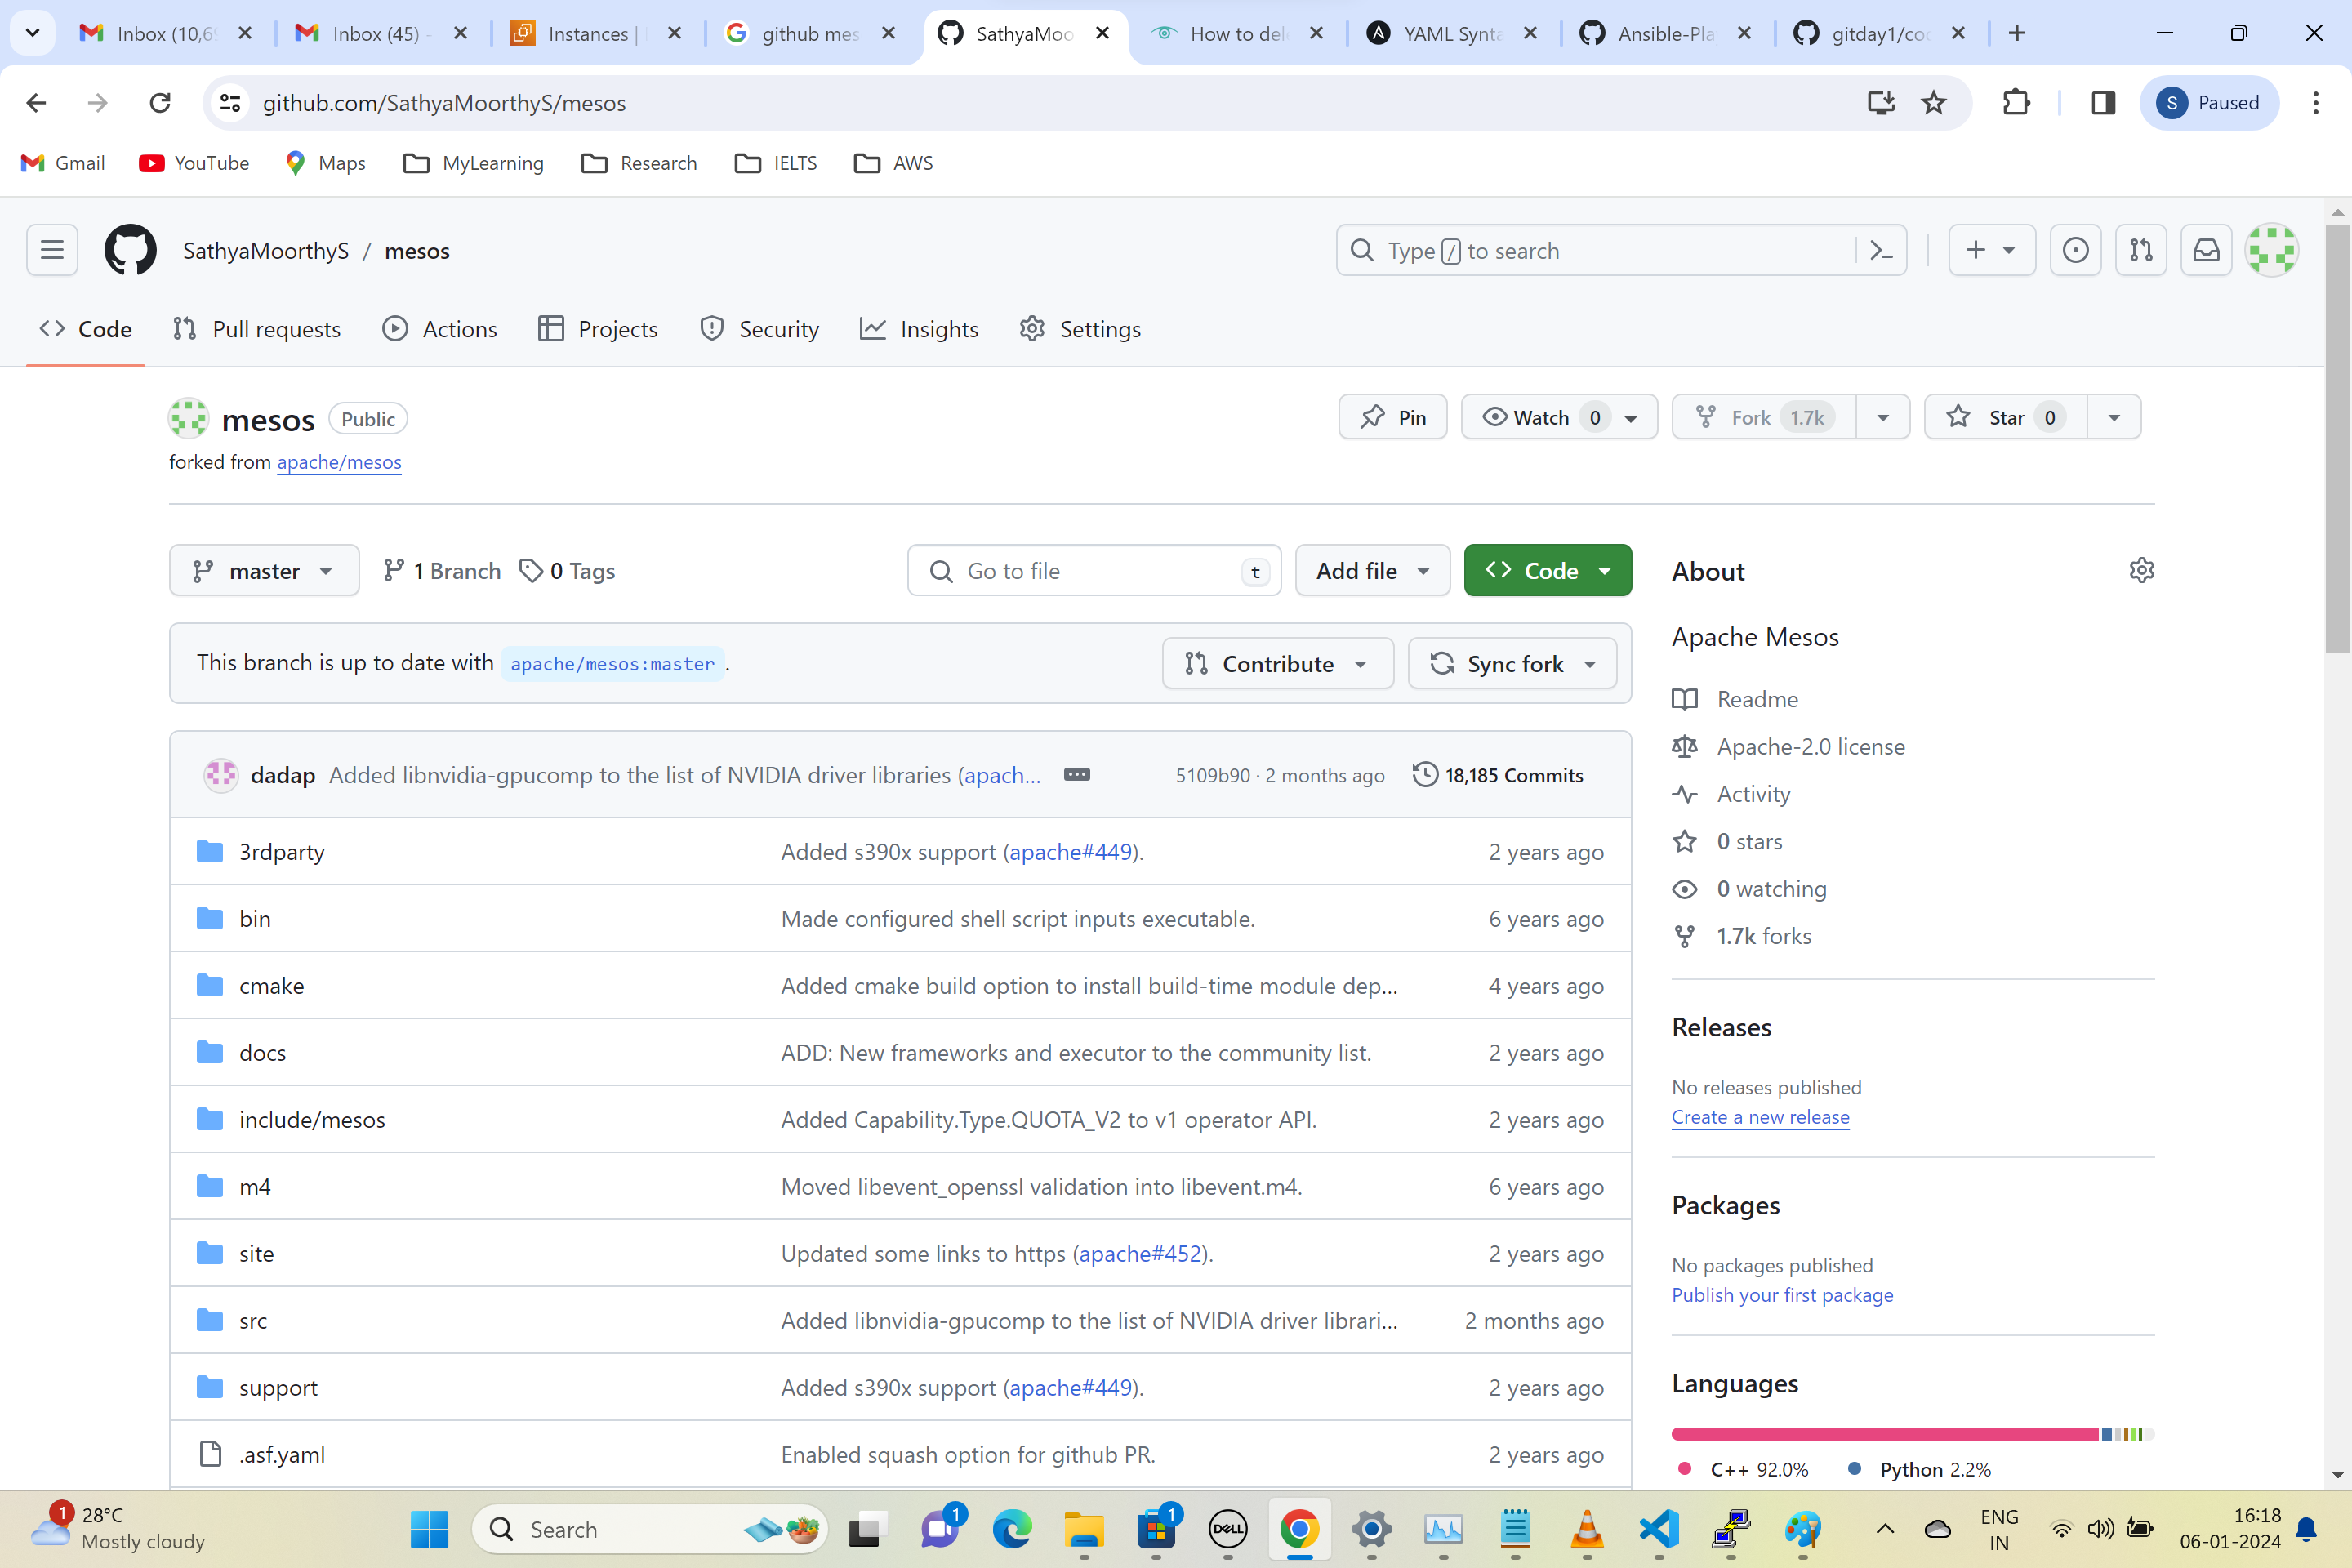 Inbox (10,69
Inbox (45) -
Instances |
github mes
SathyaMoo
How to del
YAML Synta
Ansible-Pla
gitday1/coo
github.com/SathyaMoorthyS/mesos
S Paused
Gmail YouTube Maps MyLearning Research IELTS AWS
SathyaMoorthyS / mesos
Type / to search
Code Pull requests Actions Projects Security Insights Settings
mesos Public
Pin Watch 0 Fork 1.7k Star 0
forked from apache/mesos
master 1 Branch 0 Tags
Go to file t Add file Code
This branch is up to date with apache/mesos:master .
Contribute Sync fork
dadap Added libnvidia-gpucomp to the list of NVIDIA driver libraries (apach... 5109b90 · 2 months ago 18,185 Commits
3rdparty Added s390x support (apache#449). 2 years ago
bin Made configured shell script inputs executable. 6 years ago
cmake Added cmake build option to install build-time module dep... 4 years ago
docs ADD: New frameworks and executor to the community list. 2 years ago
include/mesos Added Capability.Type.QUOTA_V2 to v1 operator API. 2 years ago
m4 Moved libevent_openssl validation into libevent.m4. 6 years ago
site Updated some links to https (apache#452). 2 years ago
src Added libnvidia-gpucomp to the list of NVIDIA driver librari... 2 months ago
support Added s390x support (apache#449). 2 years ago
.asf.yaml Enabled squash option for github PR. 2 years ago
About
Apache Mesos
Readme
Apache-2.0 license
Activity
0 stars
0 watching
1.7k forks
Releases
No releases published
Create a new release
Packages
No packages published
Publish your first package
Languages
C++ 92.0% Python 2.2%
1
28°C
Mostly cloudy
Search
1
1
DELL
ENG
IN
16:18
06-01-2024